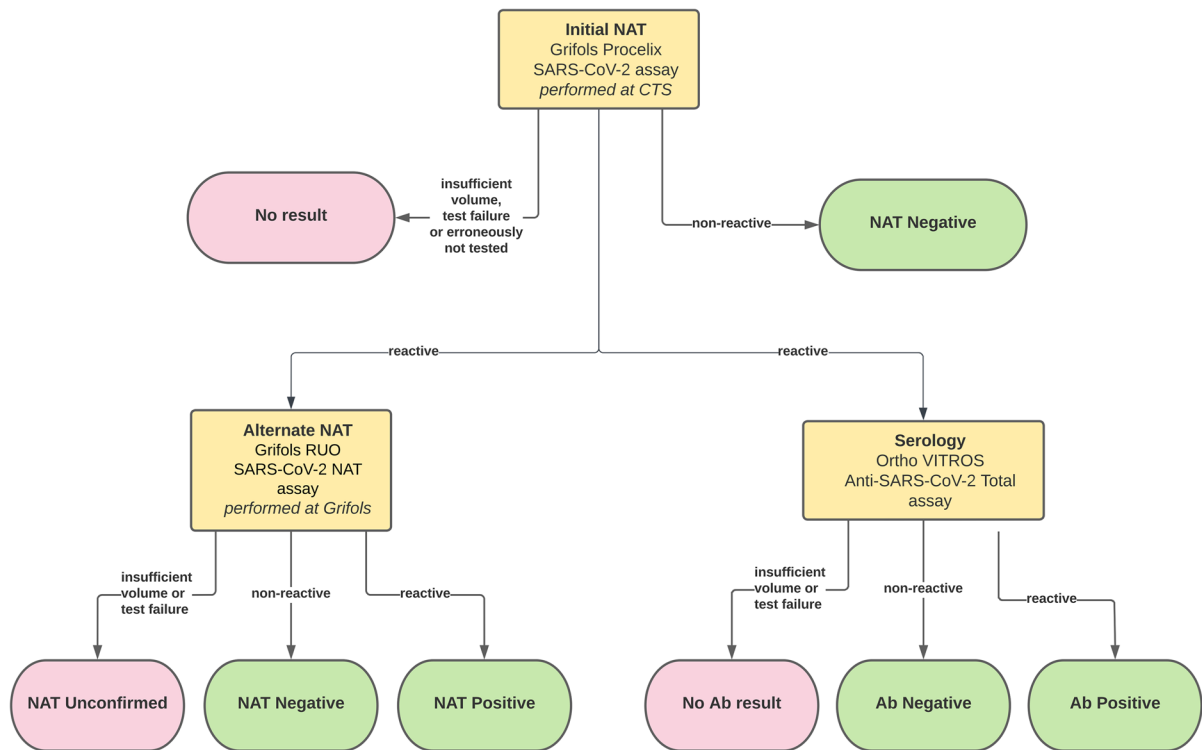 Initial NAT
Grifols Procelix
SARS-CoV-2 assay
performed at CTS
No result
insufficient
volume,
test failure
or erroneously
not tested
non-reactive
NAT Negative
reactive
reactive
Alternate NAT
Grifols RUO
SARS-CoV-2 NAT
assay
performed at Grifols
Serology
Ortho VITROS
Anti-SARS-CoV-2 Total
assay
insufficient
volume or
test failure
non-reactive
reactive
insufficient
volume or
test failure
non-reactive
reactive
NAT Unconfirmed
NAT Negative
NAT Positive
No Ab result
Ab Negative
Ab Positive